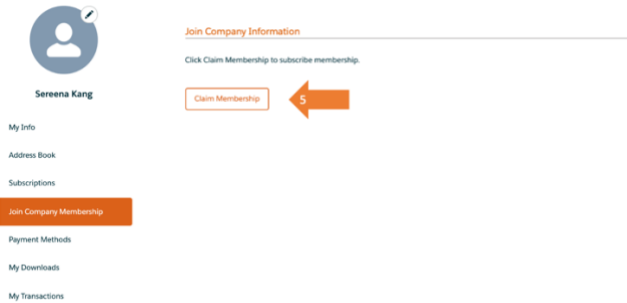 Join Company Information
Click Claim Membership to subscribe membership.
Sereena Kang
Claim Membership
5
My Info
Address Book
Subscriptions
Join Company Membership
Payment Methods
My Downloads
My Transactions